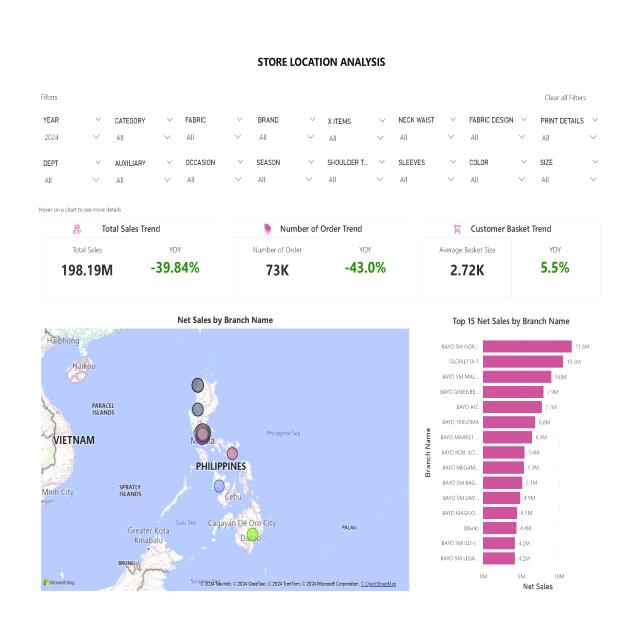 STORE LOCATION ANALYSIS
Filters
Clear all Filters
YEAR CATEGORY FABRIC BRAND X ITEMS NECK WAIST FABRIC DESIGN PRINT DETAILS
2024 All All All All All All All
DEPT AUXILIARY OCCASION SEASON SHOULDER T... SLEEVES COLOR SIZE
All All All All All All All All
Hover on a chart to see more details
Total Sales Trend
Total Sales YOY
198.19M -39.84%
Number of Order Trend
Number of Order YOY
73K -43.0%
Customer Basket Trend
Average Basket Size YOY
2.72K 5.5%
Net Sales by Branch Name
Haiphong
Haikou
PARACEL
ISLANDS
VIETNAM
Philippine Sea
PHILIPPINES
SPRATLY
ISLANDS
Minh City
Cebu
Sulu Sea
Cagayan De Oro City
PALAU
Greater Kota
Kinabalu
BRUNEI
Microsoft Bing
© 2024 TomTom, © 2024 Microsoft Corporation, © OpenStreetMap
Top 15 Net Sales by Branch Name
Branch Name
BAYO SM NOR... 11.6M
GLORIETTA 1
BAYO SM MAL... 9.0M
BAYO GREENBE... 7.9M
BAYO ATC 7.7M
BAYO TRINOMA 6.8M
BAYO MARKET ... 6.4M
BAYO ROB. ILO... 5.4M
BAYO MEGAM... 5.3M
BAYO SM BAG... 5.1M
BAYO SM DAV... 4.9M
BAYO MAGNO... 4.5M
(Blank) 4.4M
BAYO SM ILO-I... 4.2M
BAYO SM LEGA... 4.2M
0M 5M 10M
Net Sales